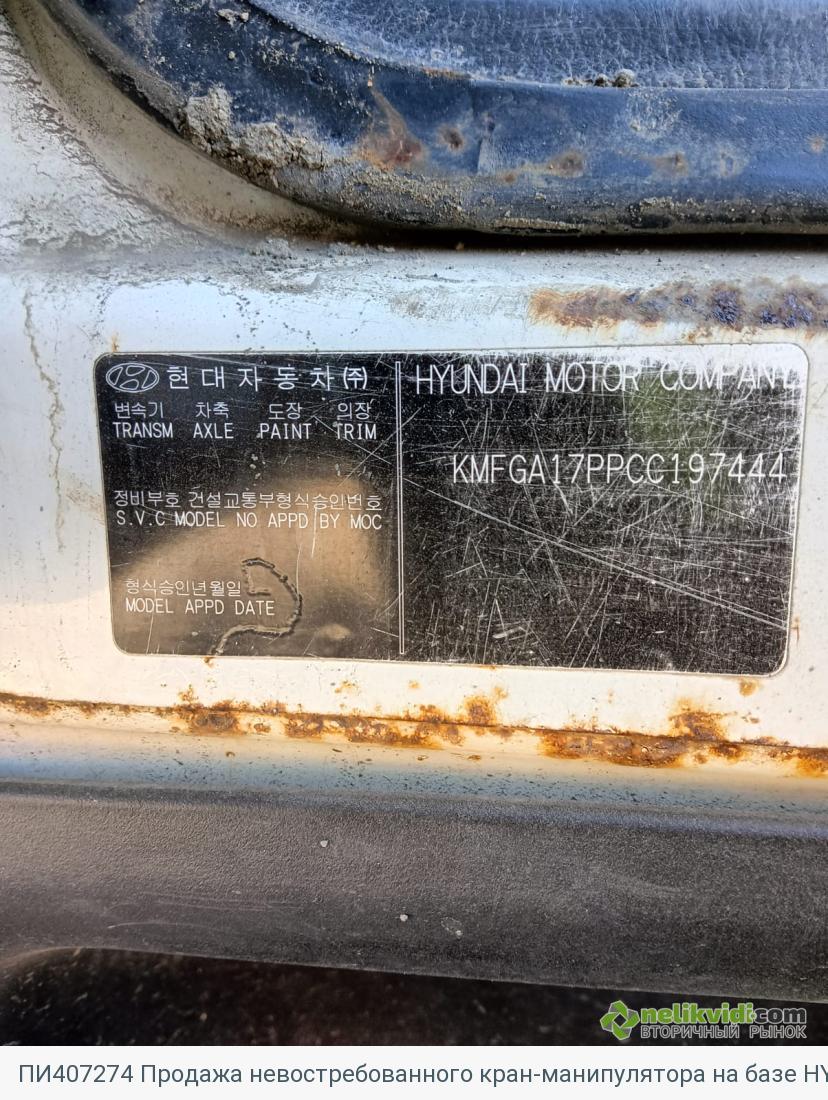 현대자동차㈜
변속기 차축 도장 의장
TRANSM AXLE PAINT TRIM
정비부호 건설교통부형식승인번호
S.V.C MODEL NO APPD BY MOC
형식승인년월일
MODEL APPD DATE
HYUNDAI MOTOR COMPANY
KMFGA17PPCC197444
nelikvidi.com
ВТОРИЧНЫЙ РЫНОК
ПИ407274 Продажа невостребованного кран-манипулятора на базе HY